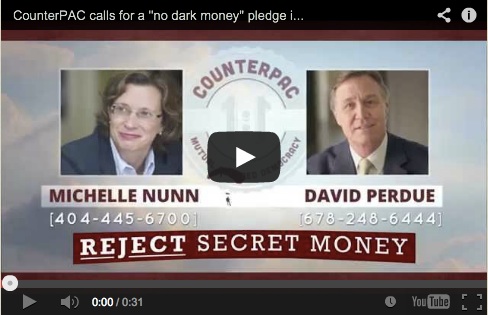 CounterPAC calls for a "no dark money" pledge i...
COUNTERPAC
MICHELLE NUNN
DAVID PERDUE
[404-445-6700]
[678-248-6444]
REJECT SECRET MONEY
0:00 / 0:31
YouTube